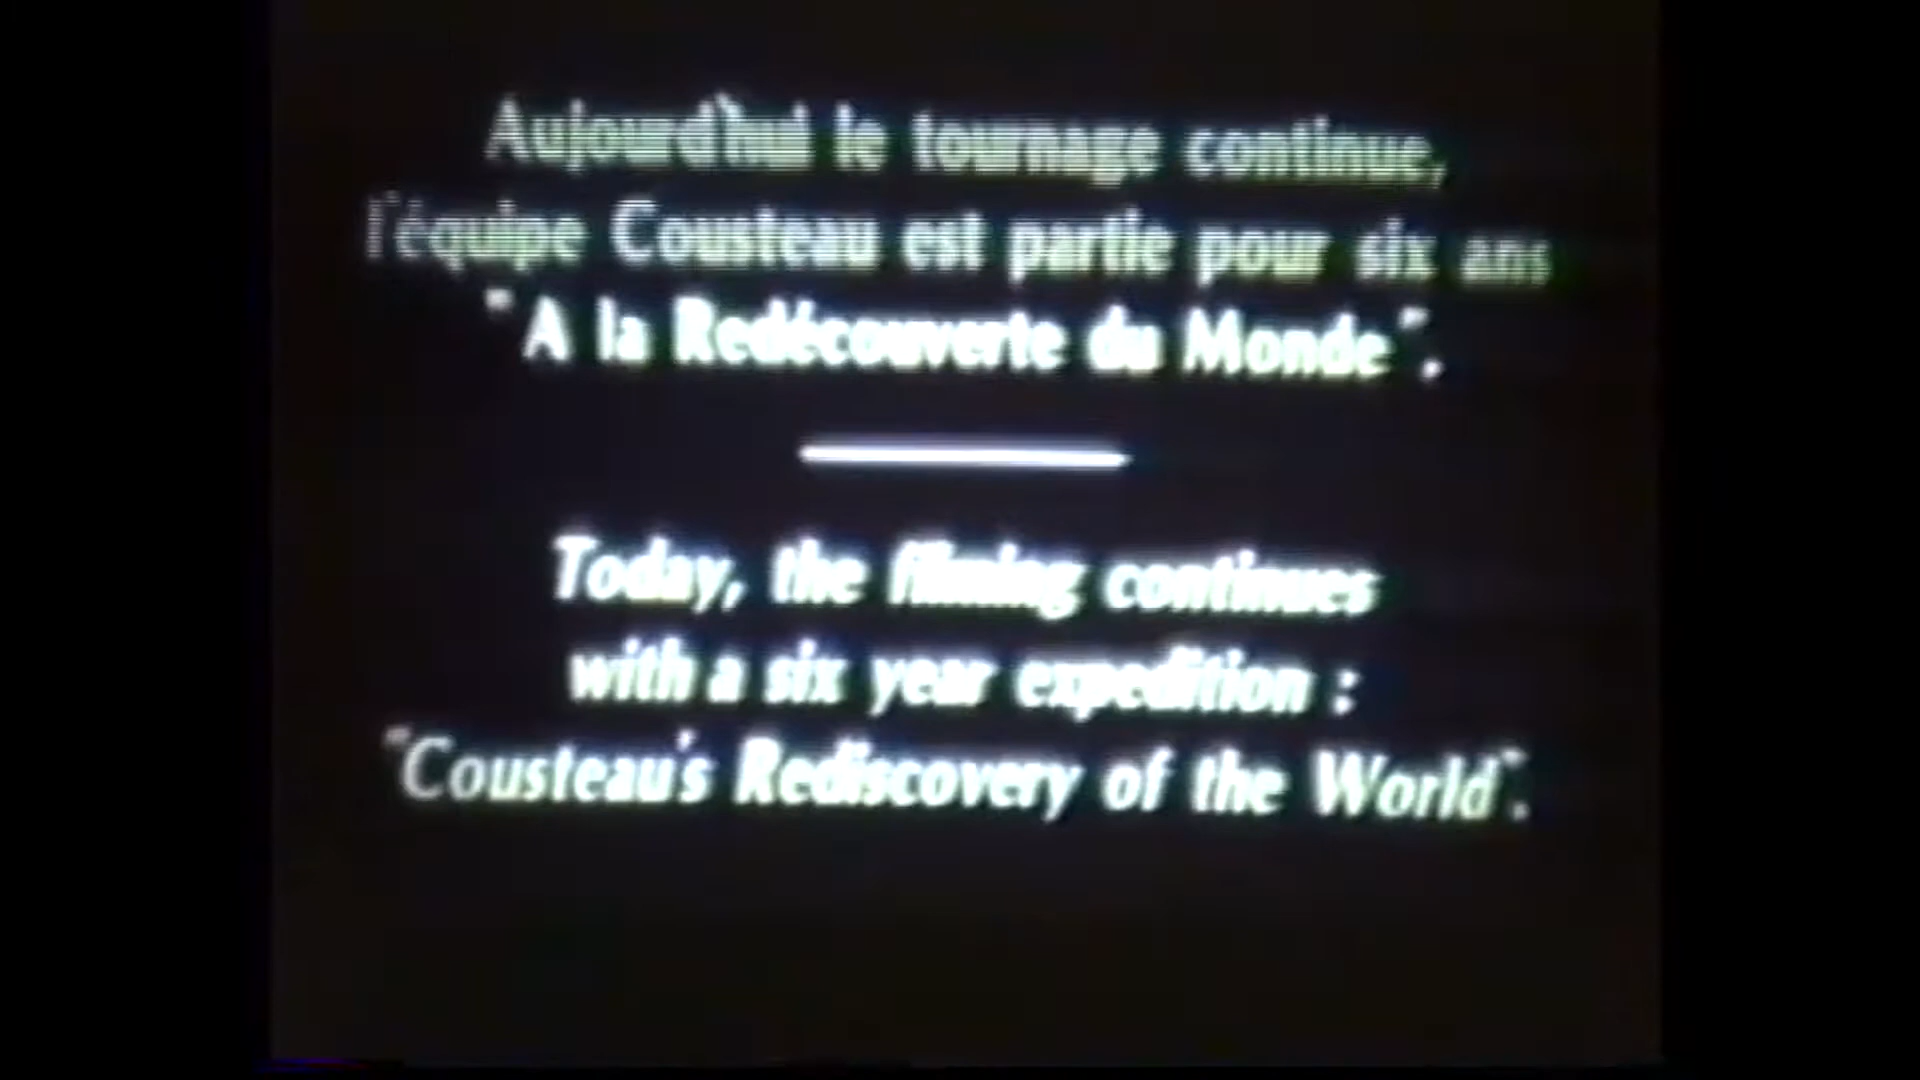 Aujourd'hui le tournage continue,
l'équipe Cousteau est partie pour six ans
"A la Redécouverte du Monde".
Today, the filming continues
with a six year expedition :
"Cousteau's Rediscovery of the World".